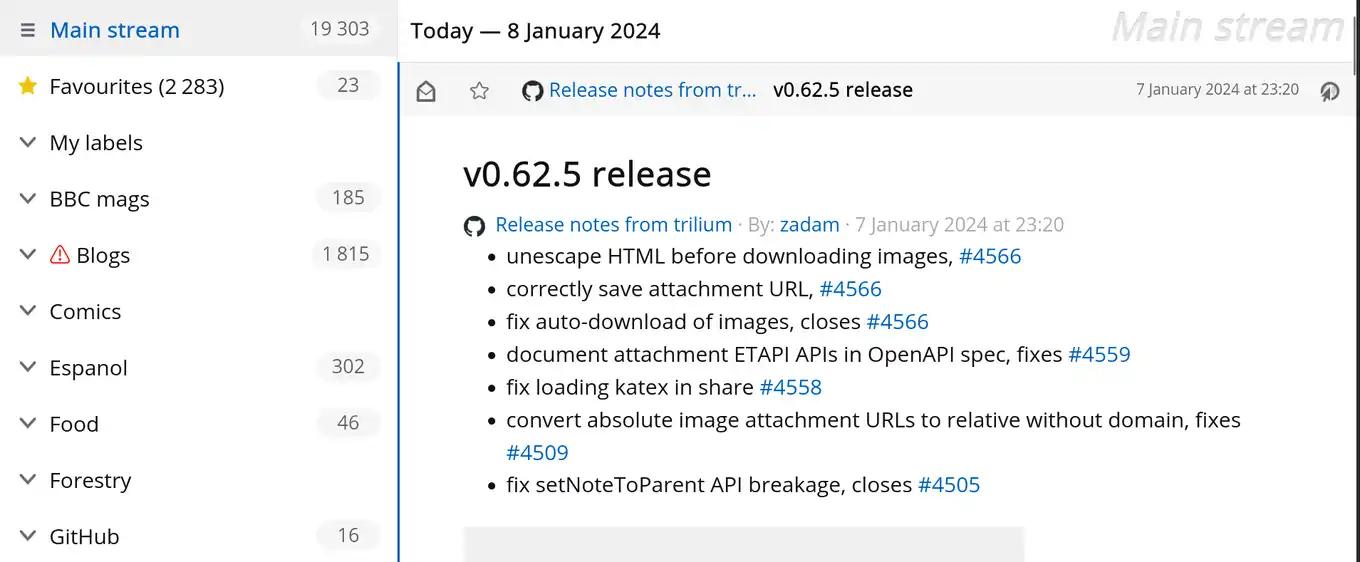 Main stream 19 303
Favourites (2 283) 23
My labels
BBC mags 185
Blogs 1 815
Comics
Espanol 302
Food 46
Forestry
GitHub 16
Today — 8 January 2024
Main stream
Release notes from tr... v0.62.5 release 7 January 2024 at 23:20
v0.62.5 release
Release notes from trilium · By: zadam · 7 January 2024 at 23:20
• unescape HTML before downloading images, #4566
• correctly save attachment URL, #4566
• fix auto-download of images, closes #4566
• document attachment ETAPI APIs in OpenAPI spec, fixes #4559
• fix loading katex in share #4558
• convert absolute image attachment URLs to relative without domain, fixes
#4509
• fix setNoteToParent API breakage, closes #4505